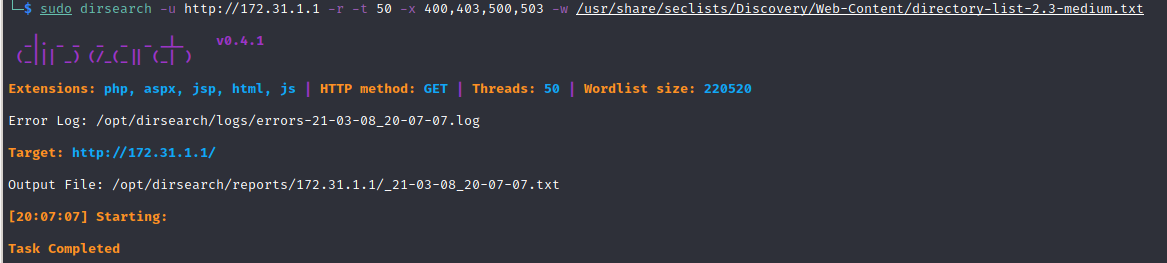 └─$ sudo dirsearch -u http://172.31.1.1 -r -t 50 -x 400,403,500,503 -w /usr/share/seclists/Discovery/Web-Content/directory-list-2.3-medium.txt
dirsearch v0.4.1
Extensions: php, aspx, jsp, html, js | HTTP method: GET | Threads: 50 | Wordlist size: 220520
Error Log: /opt/dirsearch/logs/errors-21-03-08_20-07-07.log
Target: http://172.31.1.1/
Output File: /opt/dirsearch/reports/172.31.1.1/_21-03-08_20-07-07.txt
[20:07:07] Starting:
Task Completed